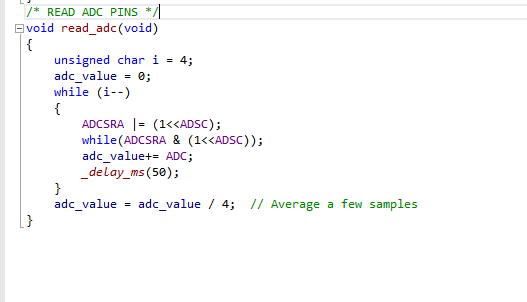 /* READ ADC PINS */
void read_adc(void)
{
unsigned char i = 4;
adc_value = 0;
while (i--)
{
ADCSRA |= (1<<ADSC);
while(ADCSRA & (1<<ADSC));
adc_value+= ADC;
_delay_ms(50);
}
adc_value = adc_value / 4;  // Average a few samples
}